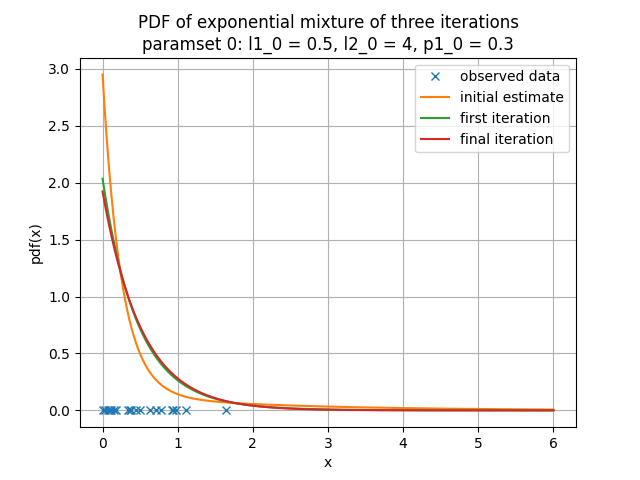 PDF of exponential mixture of three iterations
paramset 0: l1_0 = 0.5, l2_0 = 4, p1_0 = 0.3
observed data
initial estimate
first iteration
final iteration
pdf(x)
3.0
2.5
2.0
1.5
1.0
0.5
0.0
0 1 2 3 4 5 6
x